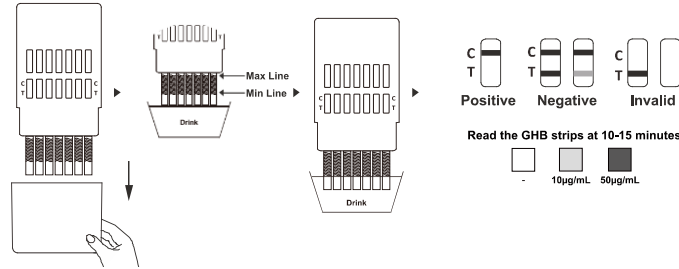 C
T
C
T
Max Line
Min Line
Drink
C
T
C
T
Drink
C
T
Positive
C
T
Negative
C
T
Invalid
Read the GHB strips at 10-15 minutes
-
10µg/mL
50µg/mL